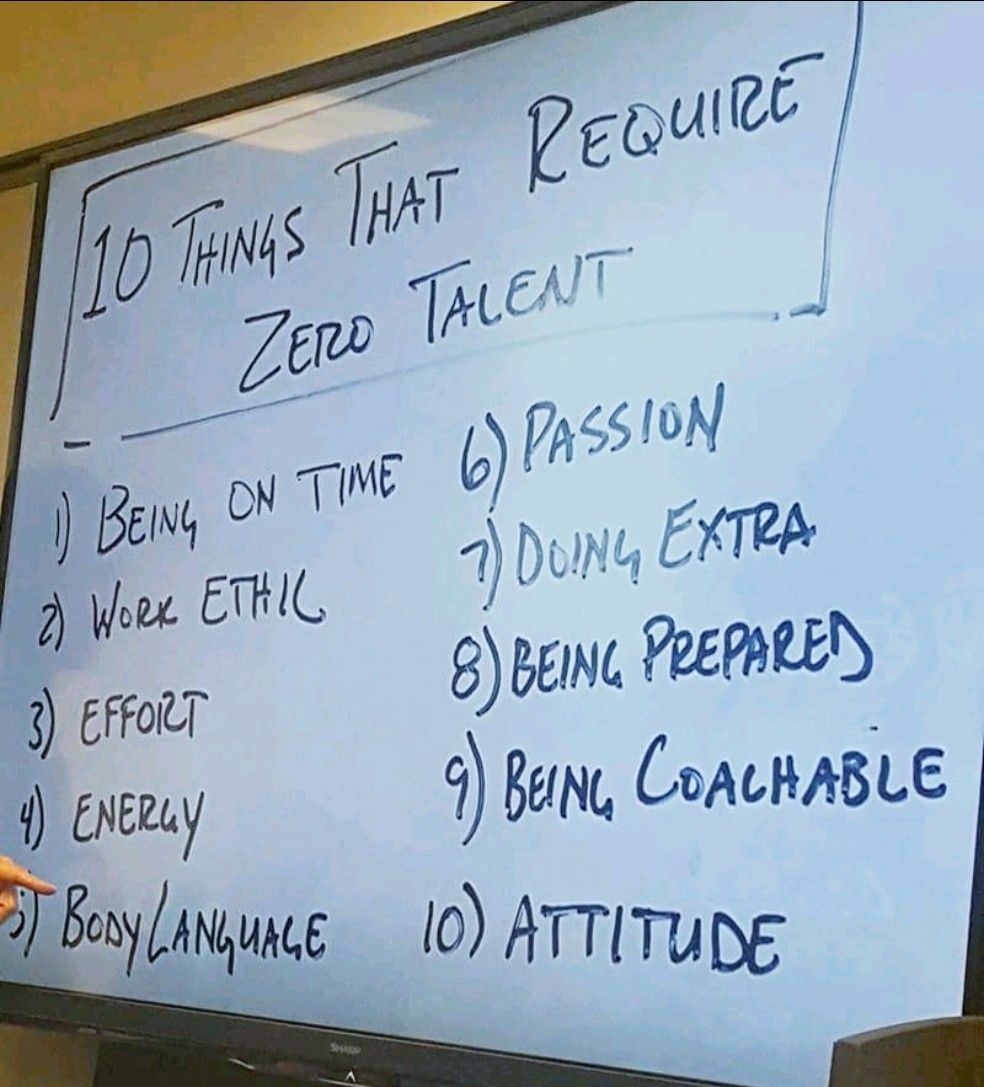 10 THINGS THAT REQUIRE
ZERO TALENT
1) BEING ON TIME
2) WORK ETHIC
3) EFFORT
4) ENERGY
5) BODY LANGUAGE
6) PASSION
7) DOING EXTRA
8) BEING PREPARED
9) BEING COACHABLE
10) ATTITUDE
SHARP